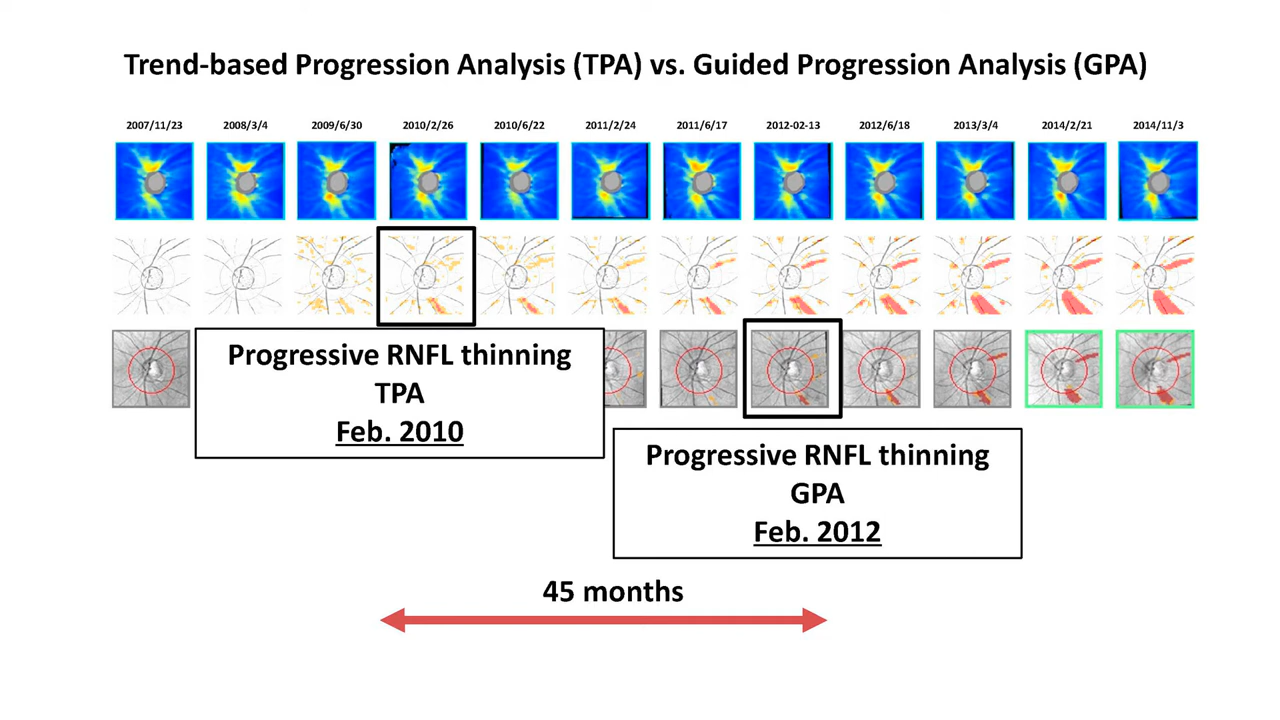 Trend-based Progression Analysis (TPA) vs. Guided Progression Analysis (GPA)
2007/11/23 2008/3/4 2009/6/30 2010/2/26 2010/6/22 2011/2/24 2011/6/17 2012-02-13 2012/6/18 2013/3/4 2014/2/21 2014/11/3
Progressive RNFL thinning
TPA
Feb. 2010
Progressive RNFL thinning
GPA
Feb. 2012
45 months